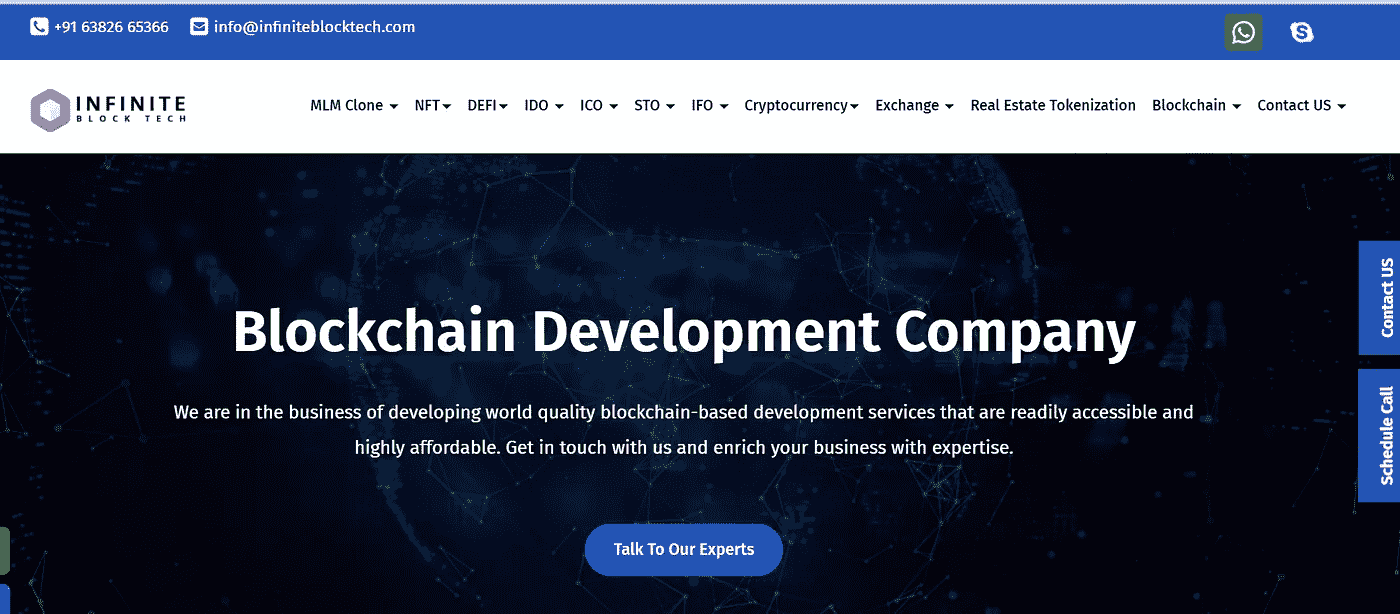 +91 63826 65366 info@infiniteblocktech.com
INFINITE
BLOCK TECH
MLM Clone NFT DEFI IDO ICO STO IFO Cryptocurrency Exchange Real Estate Tokenization Blockchain Contact US
Blockchain Development Company
We are in the business of developing world quality blockchain-based development services that are readily accessible and
highly affordable. Get in touch with us and enrich your business with expertise.
Talk To Our Experts
Contact US
Schedule Call